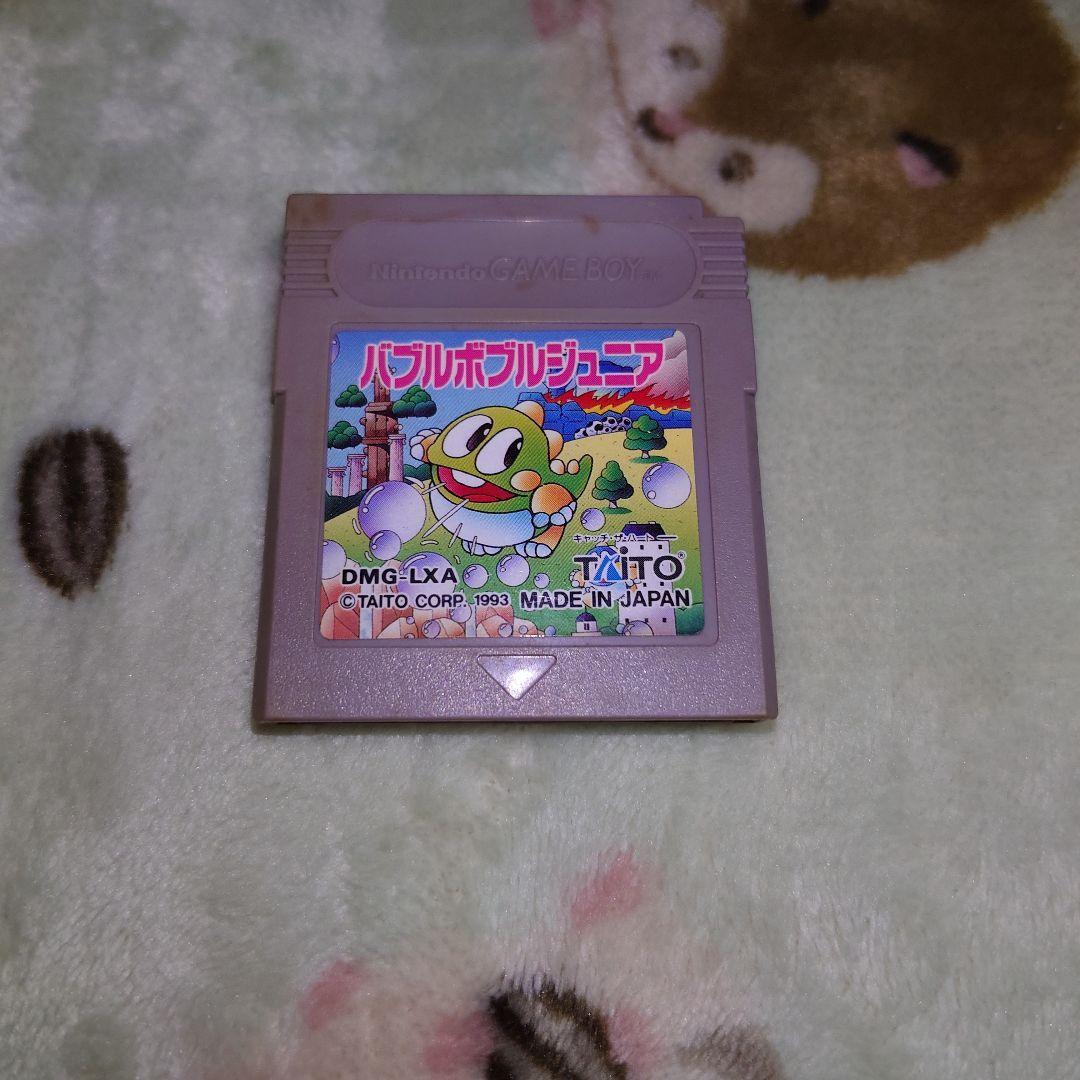 Nintendo GAME BOY TM
バブルボブルジュニア
キャッチ・ザ・ハート
TAITO®
DMG-LXA
©TAITO CORP. 1993 MADE IN JAPAN